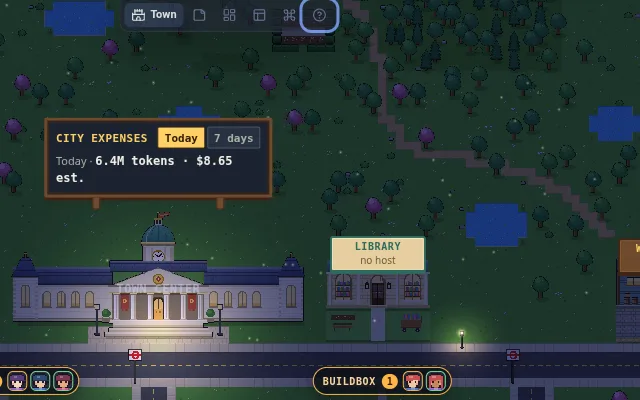 Town
?
CITY EXPENSES Today 7 days
Today · 6.4M tokens · $8.65
est.
LIBRARY
no host
TOWN CENTER
BUILDBOX 1